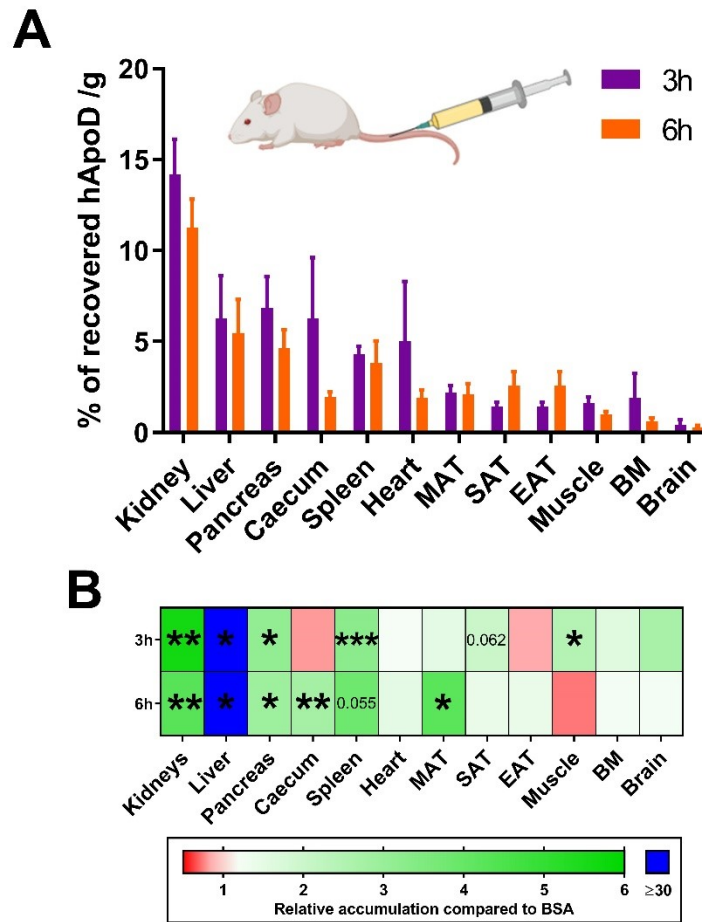 A
% of recovered hApoD /g
20
15
10
5
0
3h
6h
Kidney
Liver
Pancreas
Caecum
Spleen
Heart
MAT
SAT
EAT
Muscle
BM
Brain
B
3h
** * * *** 0.062 *
6h
** * * ** 0.055 *
Kidneys
Liver
Pancreas
Caecum
Spleen
Heart
MAT
SAT
EAT
Muscle
BM
Brain
1 2 3 4 5 6 ≥30
Relative accumulation compared to BSA